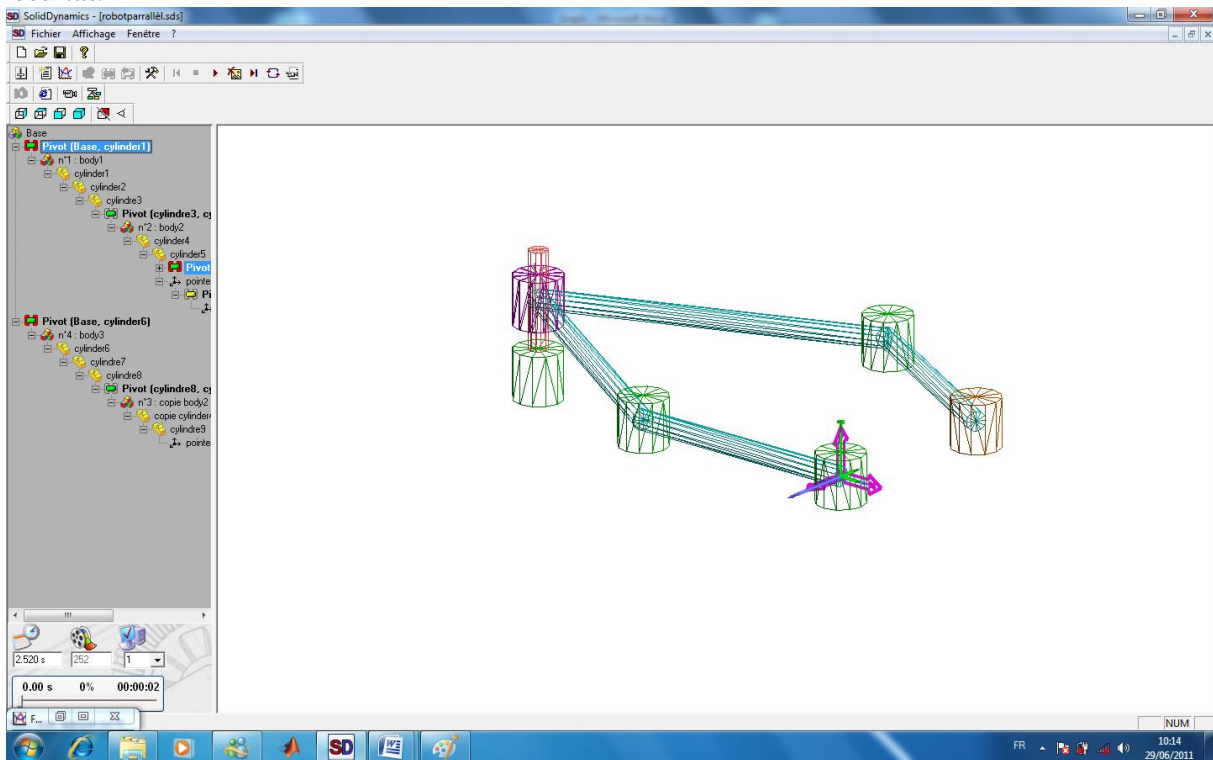 SolidDynamics - [robotparrallèl.sds]
SD Fichier Affichage Fenêtre ?
Base
Pivot (Base, cylinder1)
n°1 : body1
cylinder1
cylinder2
cylindre3
Pivot (cylindre3, cy
n°2 : body2
cylinder4
cylinder5
Pivot
pointe
Pi
Pivot (Base, cylinder6)
n°4 : body3
cylinder6
cylindre7
cylindre8
Pivot (cylindre8, cy
n°3 : copie body2
copie cylinder
cylindre9
pointe
2.520 s 252 1
0.00 s 0% 00:00:02
F...
NUM
SD FR 10:14
29/06/2011